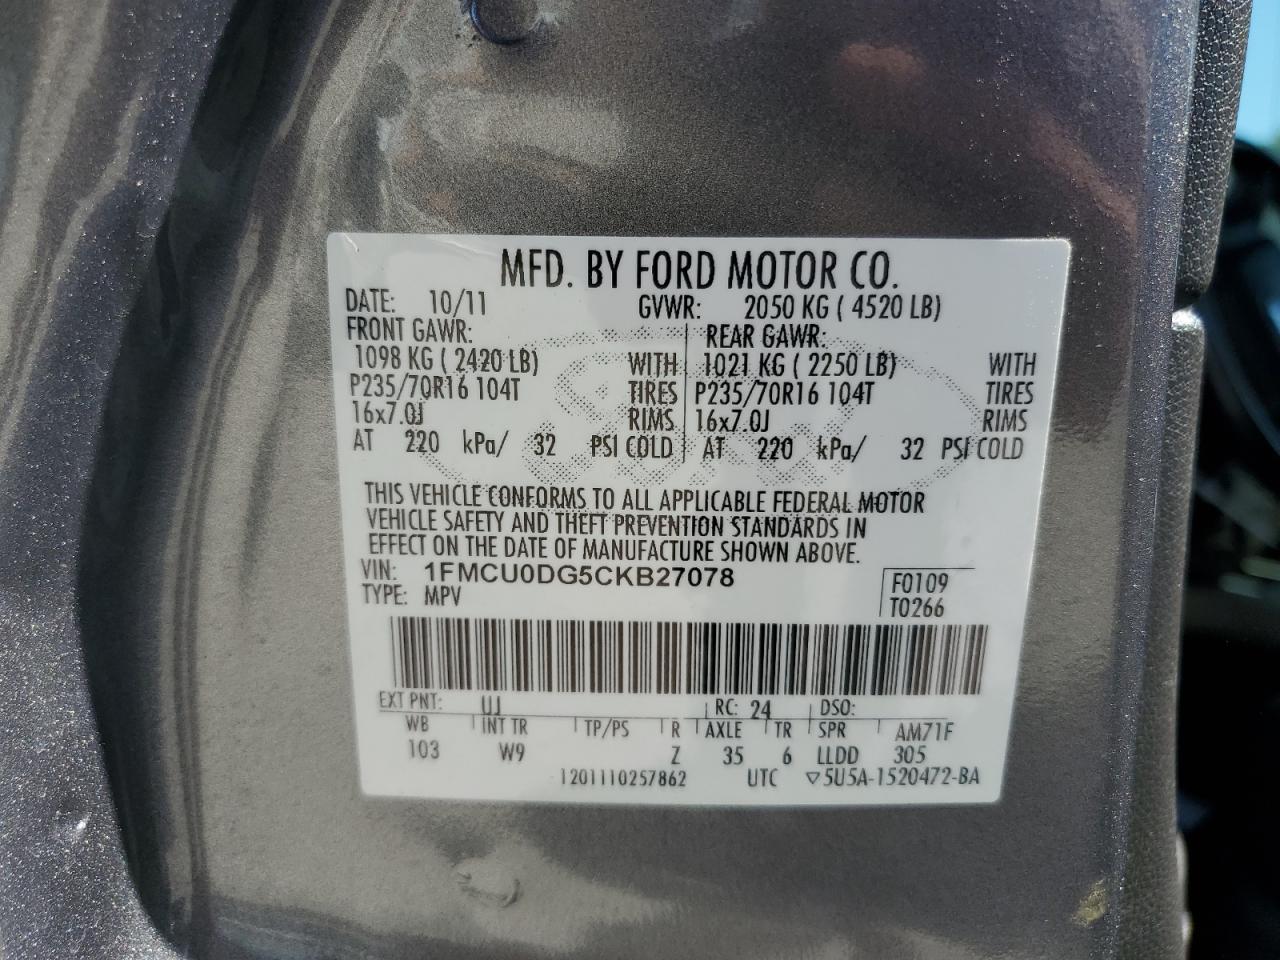 MFD. BY FORD MOTOR CO.
DATE: 10/11 GVWR: 2050 KG ( 4520 LB)
FRONT GAWR: REAR GAWR:
1098 KG ( 2420 LB) WITH 1021 KG ( 2250 LB) WITH
P235/70R16 104T TIRES P235/70R16 104T TIRES
16x7.0J RIMS 16x7.0J RIMS
AT 220 kPa/ 32 PSI COLD AT 220 kPa/ 32 PSI COLD
THIS VEHICLE CONFORMS TO ALL APPLICABLE FEDERAL MOTOR
VEHICLE SAFETY AND THEFT PREVENTION STANDARDS IN
EFFECT ON THE DATE OF MANUFACTURE SHOWN ABOVE.
VIN: 1FMCU0DG5CKB27078 F0109
TYPE: MPV T0266
EXT PNT: UJ RC: 24 DSO:
WB INT TR TP/PS R AXLE TR SPR AM71F
103 W9 Z 35 6 LLDD 305
1201110257862 UTC ▽5U5A-1520472-BA